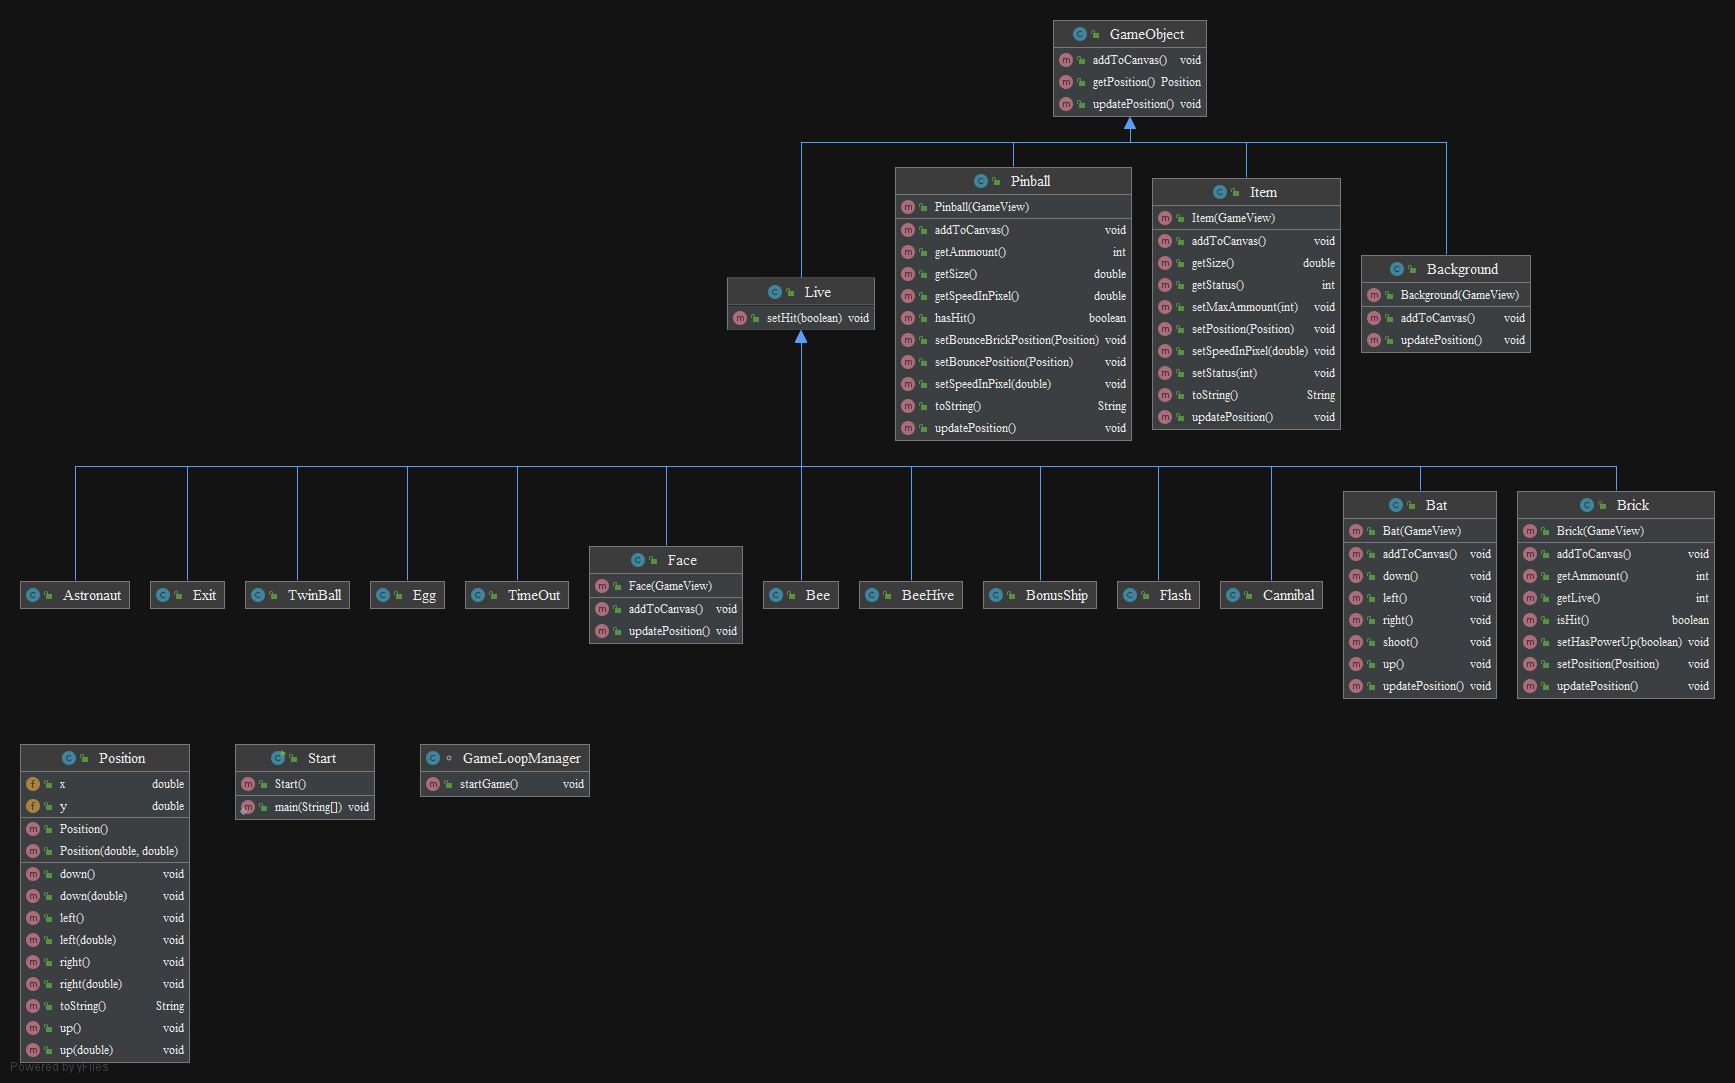 GameObject
addToCanvas() void
getPosition() Position
updatePosition() void
Pinball
Pinball(GameView)
addToCanvas() void
getAmmount() int
getSize() double
getSpeedInPixel() double
hasHit() boolean
setBounceBrickPosition(Position) void
setBouncePosition(Position) void
setSpeedInPixel(double) void
toString() String
updatePosition() void
Item
Item(GameView)
addToCanvas() void
getSize() double
getStatus() int
setMaxAmmount(int) void
setPosition(Position) void
setSpeedInPixel(double) void
setStatus(int) void
toString() String
updatePosition() void
Background
Background(GameView)
addToCanvas() void
updatePosition() void
Live
setHit(boolean) void
Astronaut
Exit
TwinBall
Egg
TimeOut
Face
Face(GameView)
addToCanvas() void
updatePosition() void
Bee
BeeHive
BonusShip
Flash
Cannibal
Bat
Bat(GameView)
addToCanvas() void
down() void
left() void
right() void
shoot() void
up() void
updatePosition() void
Brick
Brick(GameView)
addToCanvas() void
getAmmount() int
getLive() int
isHit() boolean
setHasPowerUp(boolean) void
setPosition(Position) void
updatePosition() void
Position
x double
y double
Position()
Position(double, double)
down() void
down(double) void
left() void
left(double) void
right() void
right(double) void
toString() String
up() void
up(double) void
Start
Start()
main(String[]) void
GameLoopManager
startGame() void
Powered by yFiles